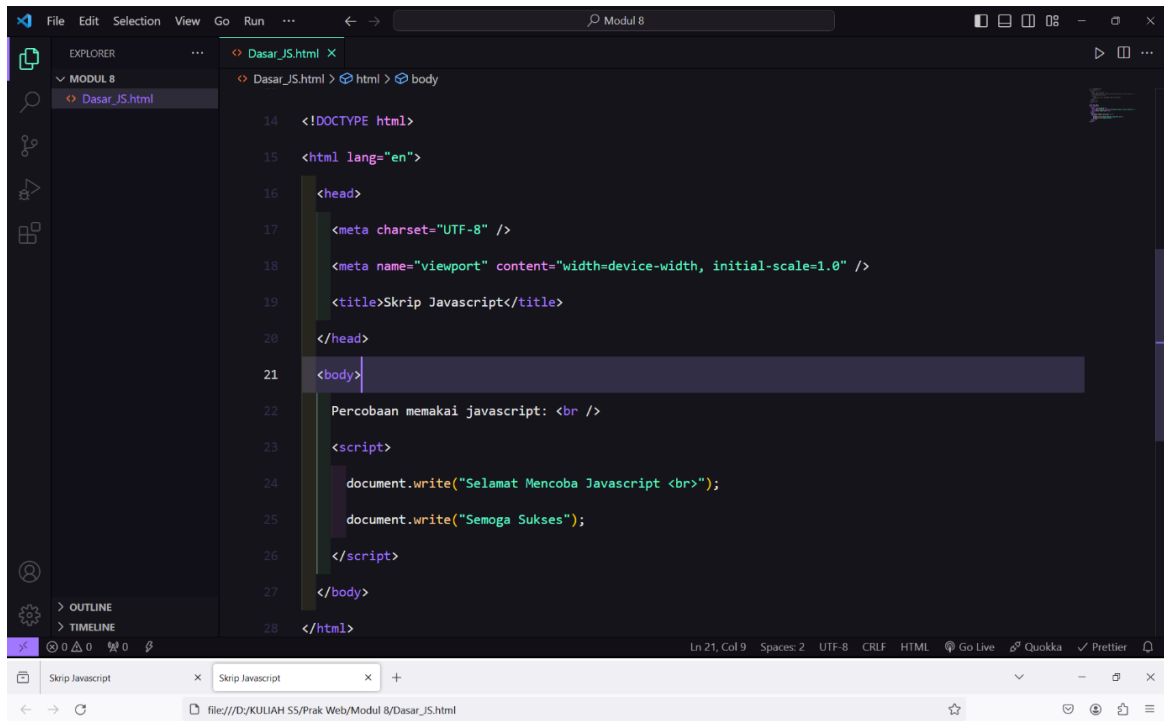 File Edit Selection View Go Run ··· Modul 8
EXPLORER ···
MODUL 8
Dasar_JS.html
OUTLINE
TIMELINE
Dasar_JS.html
Dasar_JS.html > html > body
14 <!DOCTYPE html>
15 <html lang="en">
16 <head>
17 <meta charset="UTF-8" />
18 <meta name="viewport" content="width=device-width, initial-scale=1.0" />
19 <title>Skrip Javascript</title>
20 </head>
21 <body>
22 Percobaan memakai javascript: <br />
23 <script>
24 document.write("Selamat Mencoba Javascript <br>");
25 document.write("Semoga Sukses");
26 </script>
27 </body>
28 </html>
0 0 0 Ln 21, Col 9 Spaces: 2 UTF-8 CRLF HTML Go Live Quokka Prettier
Skrip Javascript Skrip Javascript
file:///D:/KULIAH S5/Prak Web/Modul 8/Dasar_JS.html